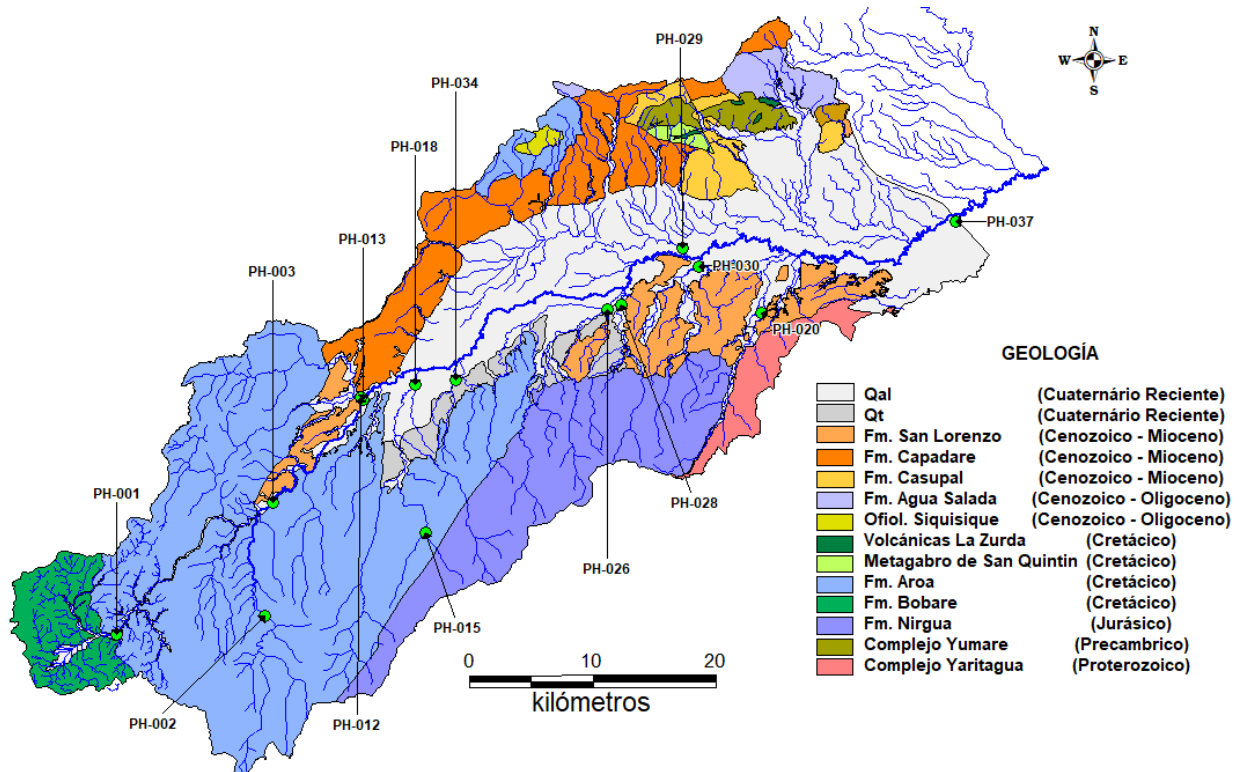 PH-029
N
W
E
S
PH-034
PH-018
PH-013
PH-037
PH-003
PH-030
PH-020
GEOLOGÍA
Qal (Cuaternário Reciente)
Qt (Cuaternário Reciente)
Fm. San Lorenzo (Cenozoico - Mioceno)
Fm. Capadare (Cenozoico - Mioceno)
Fm. Casupal (Cenozoico - Mioceno)
Fm. Agua Salada (Cenozoico - Oligoceno)
Ofiol. Siquisique (Cenozoico - Oligoceno)
Volcánicas La Zurda (Cretácico)
Metagabro de San Quintin (Cretácico)
Fm. Aroa (Cretácico)
Fm. Bobare (Cretácico)
Fm. Nirgua (Jurásico)
Complejo Yumare (Precambrico)
Complejo Yaritagua (Proterozoico)
PH-001
PH-028
PH-026
PH-015
0 10 20
kilómetros
PH-002
PH-012